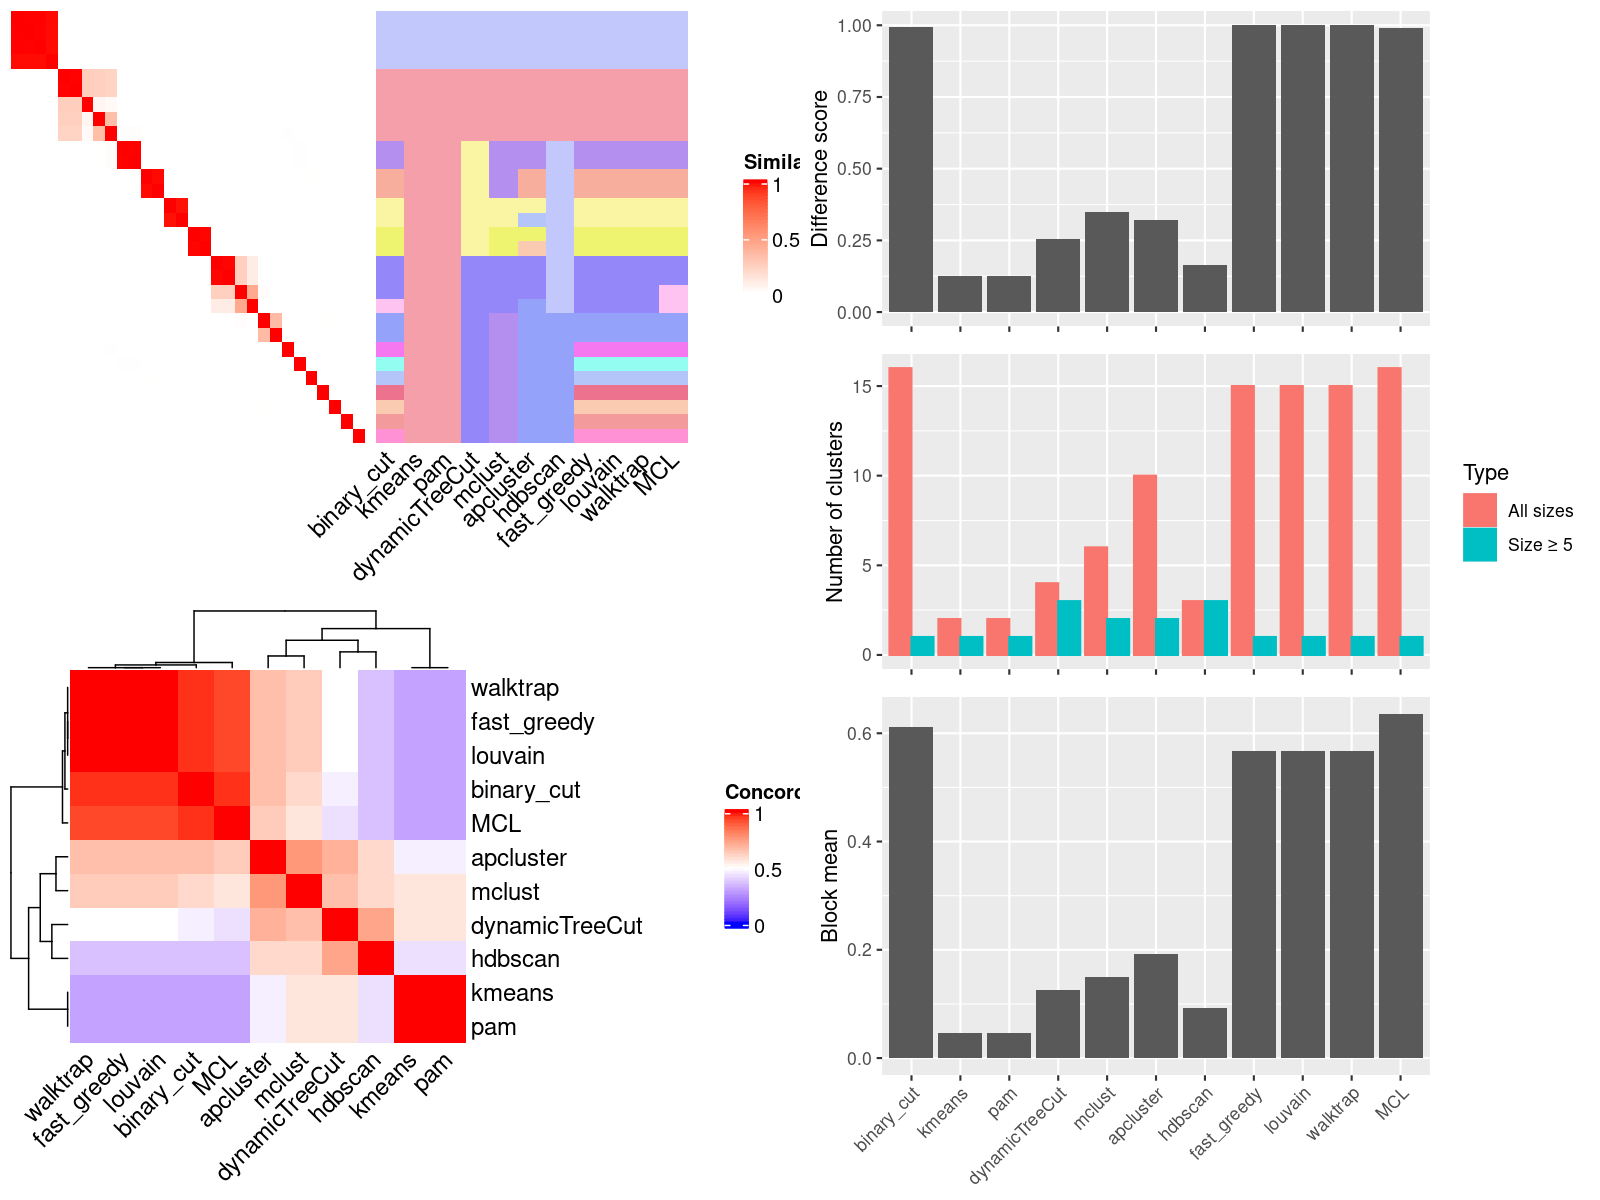 Simila
1
0.5
0
binary_cut
kmeans
pam
dynamicTreeCut
mclust
apcluster
hdbscan
fast_greedy
louvain
walktrap
MCL
Difference score
1.00
0.75
0.50
0.25
0.00
Number of clusters
15
10
5
0
Type
All sizes
Size ≥ 5
walktrap
fast_greedy
louvain
binary_cut
MCL
apcluster
mclust
dynamicTreeCut
hdbscan
kmeans
pam
walktrap
fast_greedy
louvain
binary_cut
MCL
apcluster
mclust
dynamicTreeCut
hdbscan
kmeans
pam
Concord
1
0.5
0
Block mean
0.6
0.4
0.2
0.0
binary_cut
kmeans
pam
dynamicTreeCut
mclust
apcluster
hdbscan
fast_greedy
louvain
walktrap
MCL